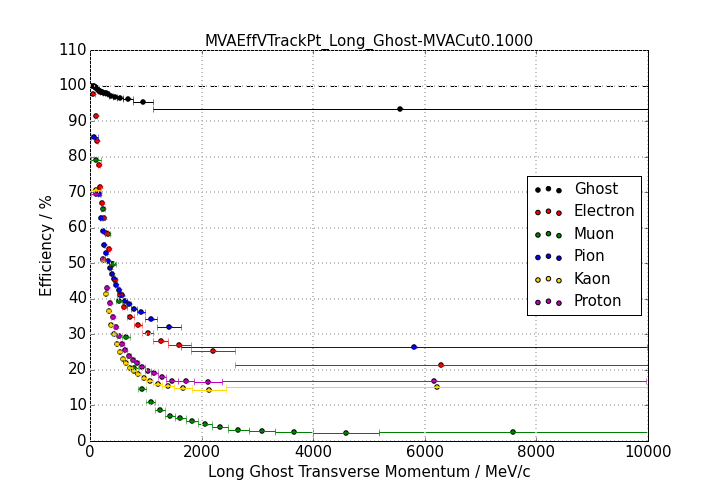 MVAEffVTrackPt_Long_Ghost-MVACut0.1000
110
100
90
80
70
60
50
40
30
20
10
0
Efficiency / %
Ghost
Electron
Muon
Pion
Kaon
Proton
0 2000 4000 6000 8000 10000
Long Ghost Transverse Momentum / MeV/c